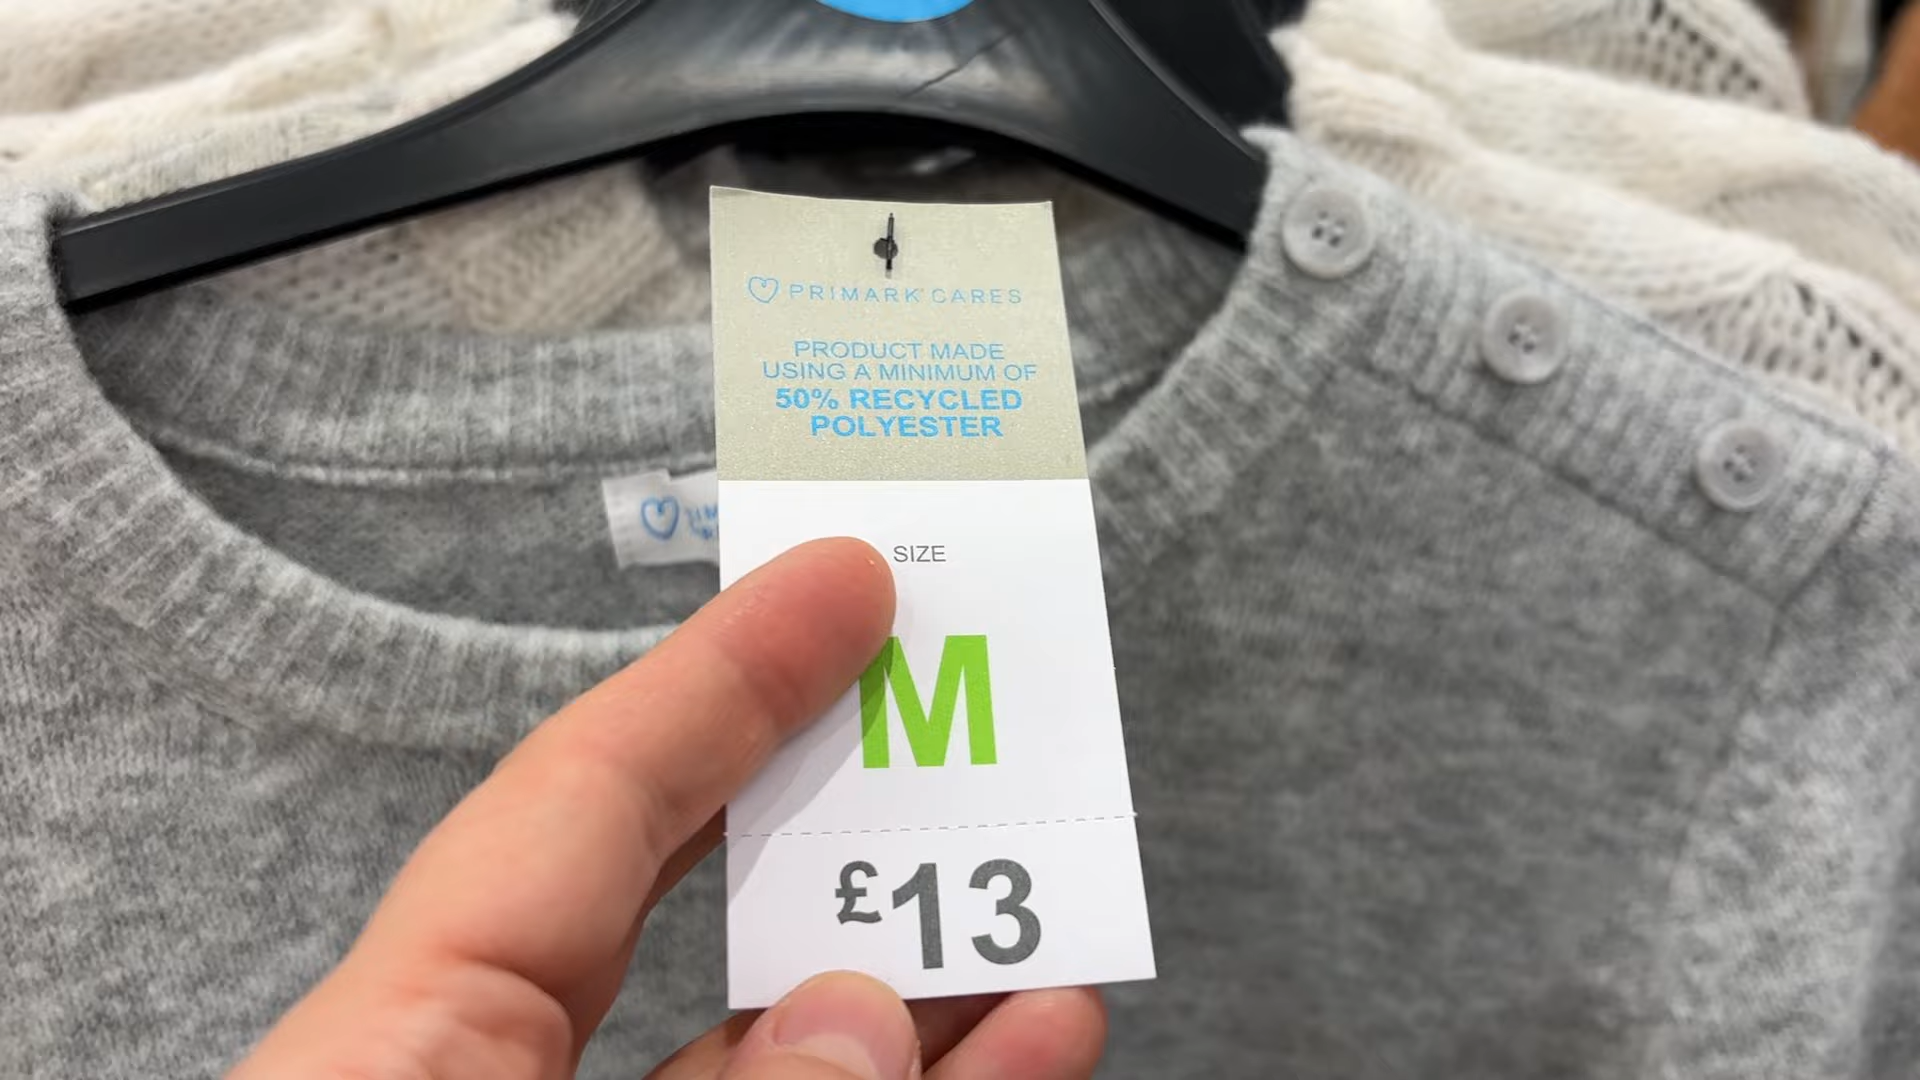 PRIMARK CARES
PRODUCT MADE
USING A MINIMUM OF
50% RECYCLED
POLYESTER
SIZE
M
£13